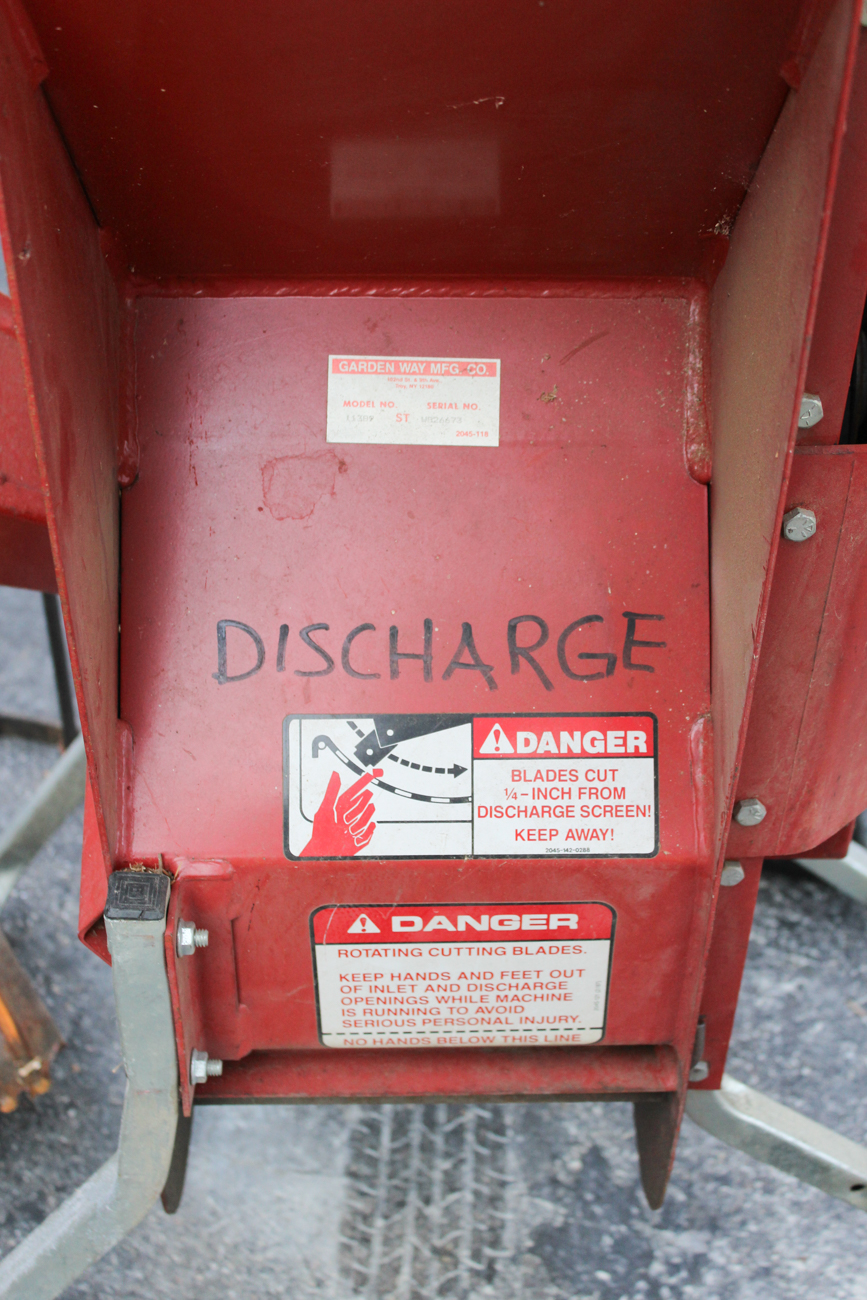 GARDEN WAY MFG. CO.
MODEL NO. SERIAL NO.
ST
2045-118
DISCHARGE
DANGER
BLADES CUT
¼-INCH FROM
DISCHARGE SCREEN!
KEEP AWAY!
2045-142-0288
DANGER
ROTATING CUTTING BLADES.
KEEP HANDS AND FEET OUT
OF INLET AND DISCHARGE
OPENINGS WHILE MACHINE
IS RUNNING TO AVOID
SERIOUS PERSONAL INJURY.
NO HANDS BELOW THIS LINE